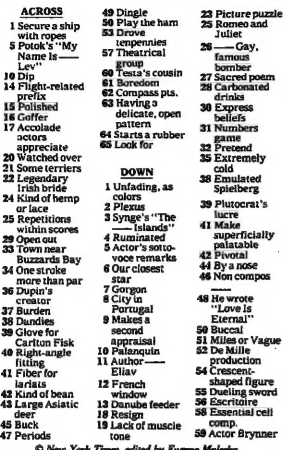 ACROSS
1 Secure a ship
with ropes
5 Potok's "My
Name Is —
Lev"
10 Dip
14 Flight-related
prefix
15 Polished
16 Goffer
17 Accolade
actors
appreciate
20 Watched over
21 Some terriers
22 Legendary
Irish bride
24 Kind of hemp
or lace
25 Repetitions
within scores
29 Open out
33 Town near
Buzzards Bay
34 One stroke
more than par
36 Dupin's
creator
37 Burden
38 Dandies
39 Glove for
Carlton Fisk
40 Right-angle
fitting
41 Fiber for
lariats
42 Kind of bean
43 Large Asiatic
deer
45 Buck
47 Periods
49 Dingle
50 Play the ham
53 Drove
tenpennies
57 Theatrical
group
60 Testa's cousin
61 Boredom
62 Compass pts.
63 Having a
delicate, open
pattern
64 Starts a rubber
65 Look for
DOWN
1 Unfading, as
colors
2 Plexus
3 Synge's "The
— Islands"
4 Ruminated
5 Actor's sotto-
voce remarks
6 Our closest
star
7 Gorgon
8 City in
Portugal
9 Makes a
second
appraisal
10 Palanquin
11 Author —
Eliav
12 French
window
13 Danube feeder
18 Resign
19 Lack of muscle
tone
23 Picture puzzle
25 Romeo and
Juliet
26 — Gay,
famous
bomber
27 Sacred poem
28 Carbonated
drinks
30 Express
beliefs
31 Numbers
game
32 Pretend
35 Extremely
cold
38 Emulated
Spielberg
39 Plutocrat's
lucre
41 Make
superficially
palatable
42 Pivotal
44 By a nose
46 Non compos
—
48 He wrote
"Love Is
Eternal"
50 Buccal
51 Miles or Vague
52 De Mille
production
54 Crescent-
shaped figure
55 Dueling sword
56 Escritoire
58 Essential cell
comp.
59 Actor Brynner
© New York Times, edited by Eugene Maleska